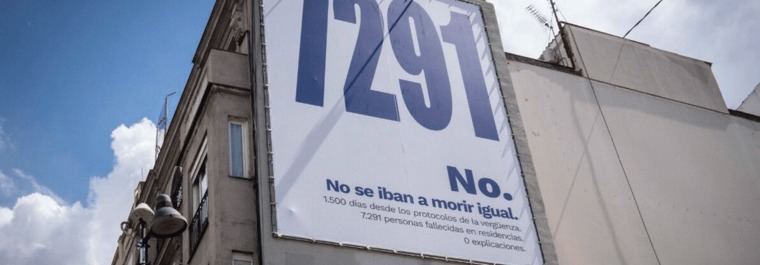 7291
No.
No se iban a morir igual.
1.500 días desde los protocolos de la vergüenza.
7.291 personas fallecidas en residencias.
0 explicaciones.